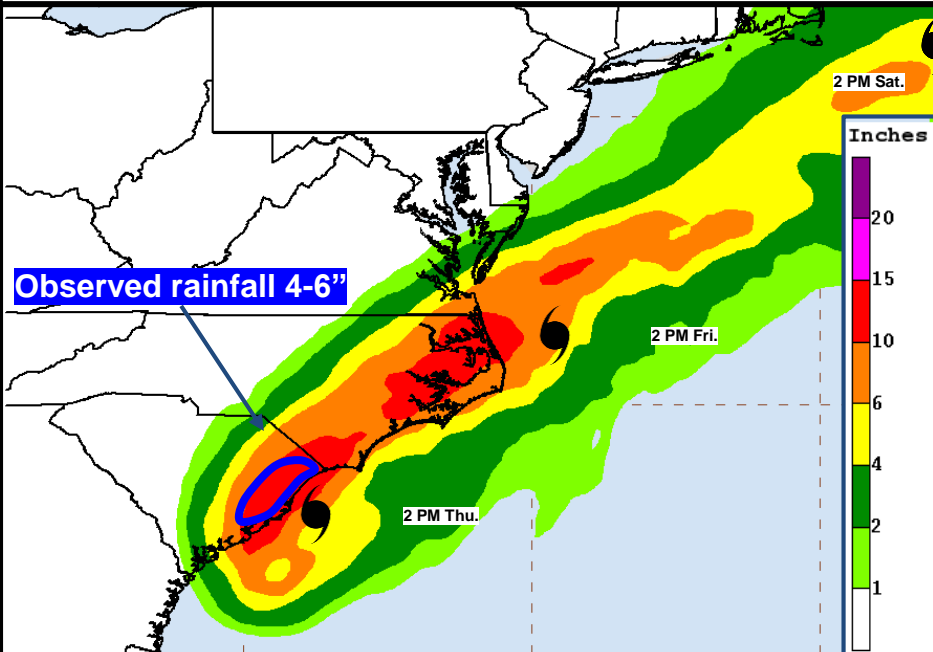 2 PM Sat.
Inches
20
15
Observed rainfall 4-6”
2 PM Fri.
10
6
4
2 PM Thu.
2
1